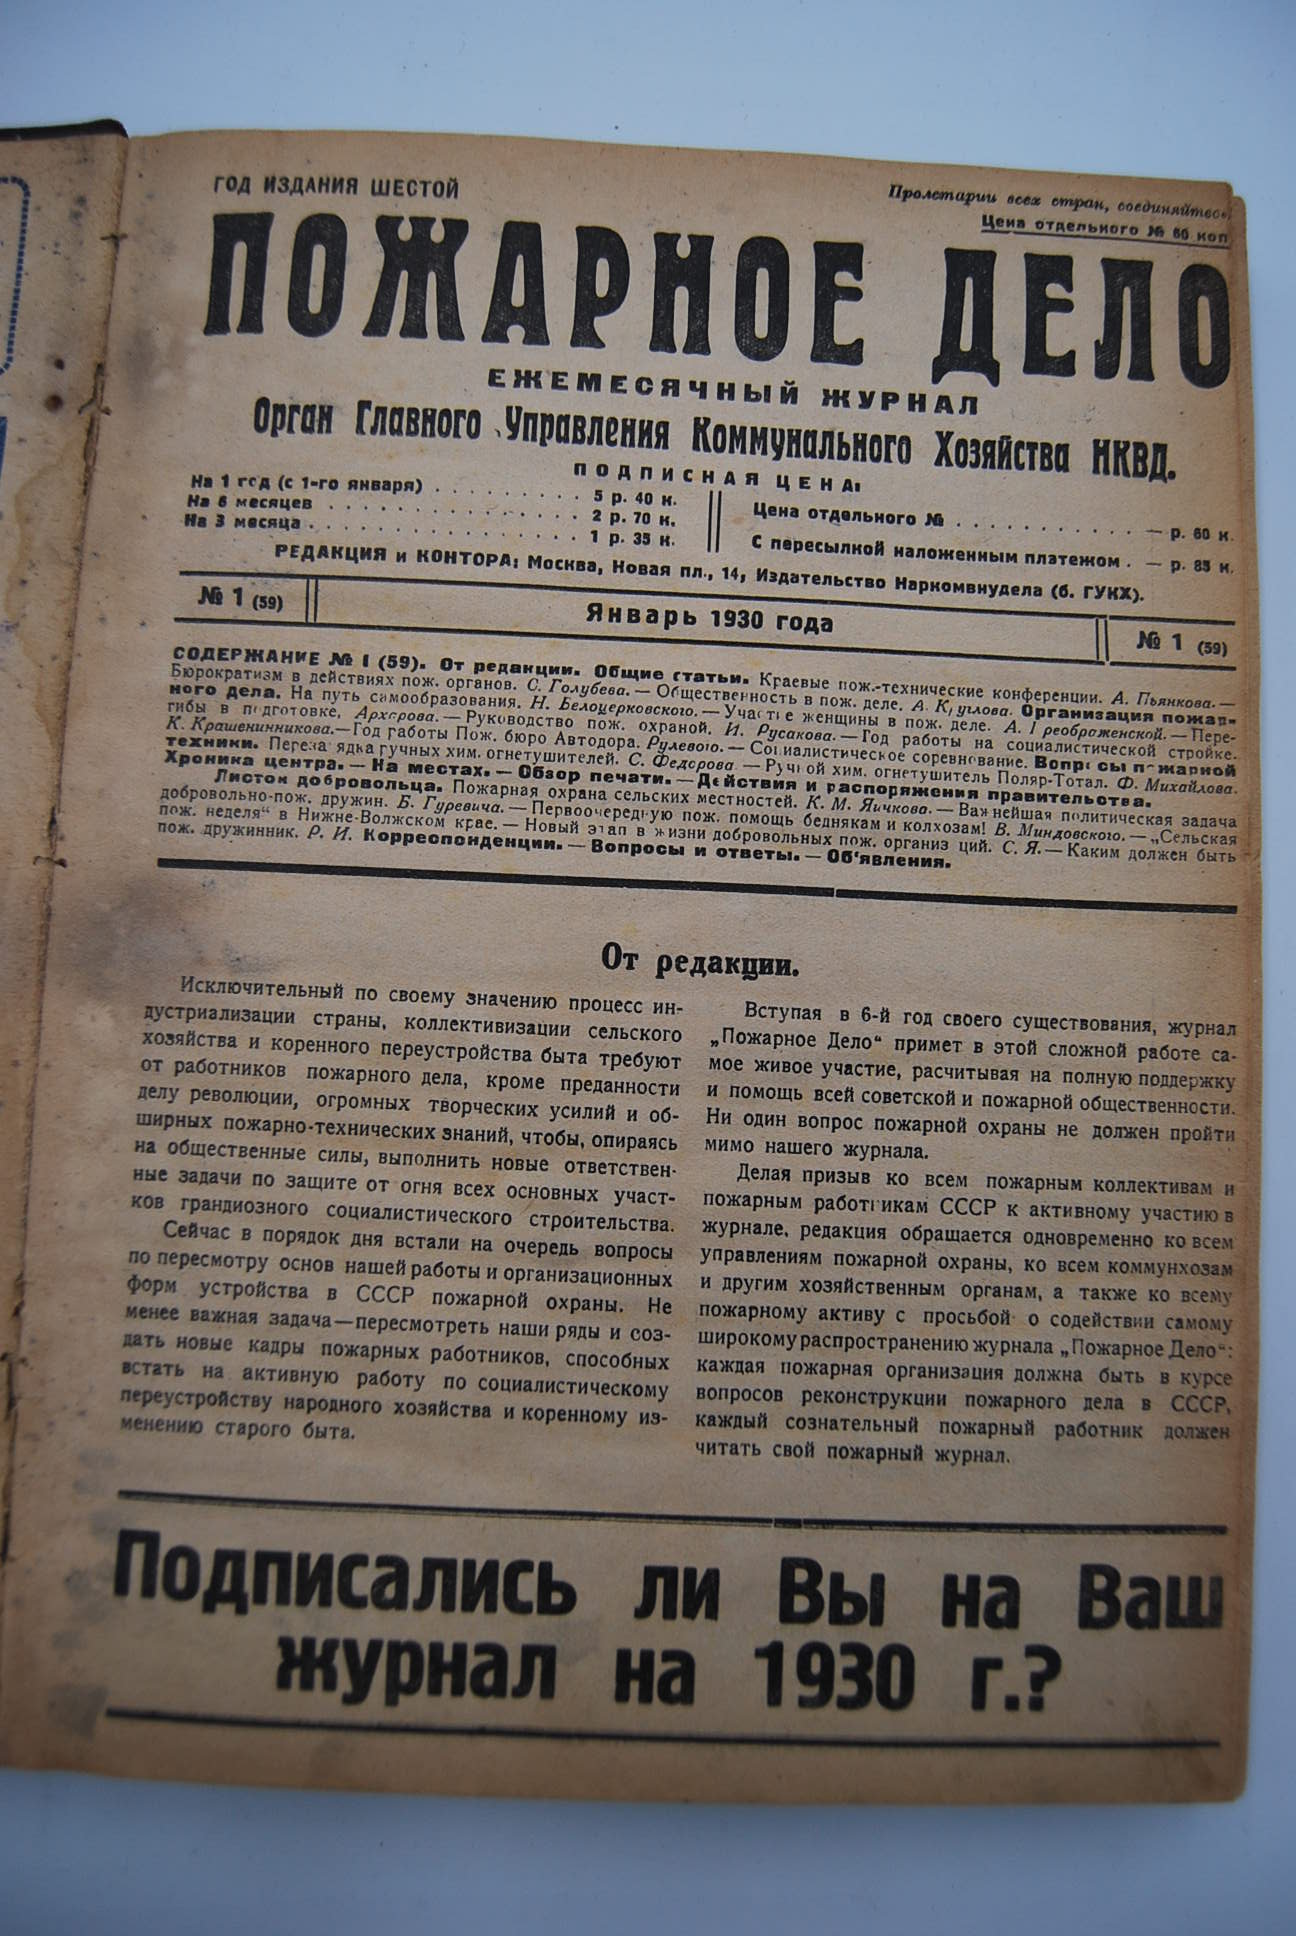 ГОД ИЗДАНИЯ ШЕСТОЙ
Пролетарии всех стран, соединяйтесь
Цена отдельного № 60 коп
ПОЖАРНОЕ ДЕЛО
ЕЖЕМЕСЯЧНЫЙ ЖУРНАЛ
Орган Главного Управления Коммунального Хозяйства НКВД.
ПОДПИСНАЯ ЦЕНА:
На 1 год (с 1-го января) . . . . . . . . . 5 р. 40 к.
На 6 месяцев . . . . . . . . . . . . . . . 2 р. 70 к.
На 3 месяца . . . . . . . . . . . . . . . 1 р. 35 к.
Цена отдельного № . . . . . . . . . . — р. 60 к.
С пересылкой наложенным платежом . — р. 85 к.
РЕДАКЦИЯ и КОНТОРА: Москва, Новая пл., 14, Издательство Наркомвнудела (б. ГУКХ).
№ 1 (59)
Январь 1930 года
№ 1 (59)
СОДЕРЖАНИЕ № 1 (59). От редакции. Общие статьи. Краевые пож.-технические конференции. А. Пьянкова.—
Бюрократизм в действиях пож. органов. С. Голубева.—Общественность в пож. деле. А. Круглова. Организация пожар-
ного дела. На путь самообразования. Н. Белоцерковского.—Участие женщины в пож. деле. А. Преображенской.—Пере-
гибы в подготовке, Архарова.—Руководство пож. охраной. И. Русакова.—Год работы на социалистической стройке.
К. Крашенинникова.—Год работы Пож. бюро Автодора. Рулевого.—Социалистическое соревнование. Вопросы пожарной
техники. Перезарядка ручных хим. огнетушителей. С. Федорова—Ручной хим. огнетушитель Поляр-Тотал. Ф. Михайлова.
Хроника центра.—На местах.—Обзор печати.—Действия и распоряжения правительства.
Листок добровольца. Пожарная охрана сельских местностей. К. М. Яичкова.—Важнейшая политическая задача
добровольно-пож. дружин. Б. Гуревича.—Первоочередную пож. помощь беднякам и колхозам! В. Миндовского.—„Сельская
пож. неделя“ в Нижне-Волжском крае.—Новый этап в жизни добровольных пож. организ ций. С. Я.—Каким должен быть
пож. дружинник. Р. И. Корреспонденции.—Вопросы и ответы.—Об'явления.
От редакции.
Исключительный по своему значению процесс ин-
дустриализации страны, коллективизации сельского
хозяйства и коренного переустройства быта требуют
от работников пожарного дела, кроме преданности
делу революции, огромных творческих усилий и об-
ширных пожарно-технических знаний, чтобы, опираясь
на общественные силы, выполнить новые ответствен-
ные задачи по защите от огня всех основных участ-
ков грандиозного социалистического строительства.
Сейчас в порядок дня встали на очередь вопросы
по пересмотру основ нашей работы и организационных
форм устройства в СССР пожарной охраны. Не
менее важная задача—пересмотреть наши ряды и соз-
дать новые кадры пожарных работников, способных
встать на активную работу по социалистическому
переустройству народного хозяйства и коренному из-
менению старого быта.
Вступая в 6-й год своего существования, журнал
„Пожарное Дело“ примет в этой сложной работе са-
мое живое участие, расчитывая на полную поддержку
и помощь всей советской и пожарной общественности.
Ни один вопрос пожарной охраны не должен пройти
мимо нашего журнала.
Делая призыв ко всем пожарным коллективам и
пожарным работникам СССР к активному участию в
журнале, редакция обращается одновременно ко всем
управлениям пожарной охраны, ко всем коммунхозам
и другим хозяйственным органам, а также ко всему
пожарному активу с просьбой о содействии самому
широкому распространению журнала „Пожарное Дело“:
каждая пожарная организация должна быть в курсе
вопросов реконструкции пожарного дела в СССР,
каждый сознательный пожарный работник должен
читать свой пожарный журнал.
Подписались ли Вы на Ваш
журнал на 1930 г.?